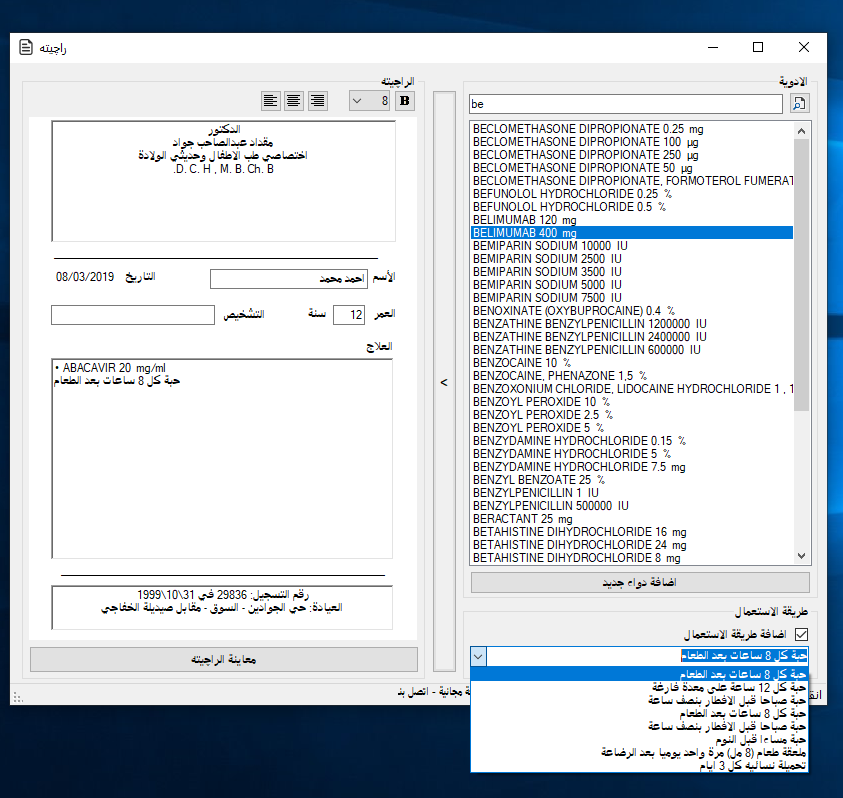 راچيته
الادوية
be
BECLOMETHASONE DIPROPIONATE 0.25 mg
BECLOMETHASONE DIPROPIONATE 100 µg
BECLOMETHASONE DIPROPIONATE 250 µg
BECLOMETHASONE DIPROPIONATE 50 µg
BECLOMETHASONE DIPROPIONATE, FORMOTEROL FUMERAT
BEFUNOLOL HYDROCHLORIDE 0.25 %
BEFUNOLOL HYDROCHLORIDE 0.5 %
BELIMUMAB 120 mg
BELIMUMAB 400 mg
BEMIPARIN SODIUM 10000 IU
BEMIPARIN SODIUM 2500 IU
BEMIPARIN SODIUM 3500 IU
BEMIPARIN SODIUM 5000 IU
BEMIPARIN SODIUM 7500 IU
BENOXINATE (OXYBUPROCAINE) 0.4 %
BENZATHINE BENZYLPENICILLIN 1200000 IU
BENZATHINE BENZYLPENICILLIN 2400000 IU
BENZATHINE BENZYLPENICILLIN 600000 IU
BENZOCAINE 10 %
BENZOCAINE, PHENAZONE 1,5 %
BENZOXONIUM CHLORIDE, LIDOCAINE HYDROCHLORIDE 1 , 1
BENZOYL PEROXIDE 10 %
BENZOYL PEROXIDE 2.5 %
BENZOYL PEROXIDE 5 %
BENZYDAMINE HYDROCHLORIDE 0.15 %
BENZYDAMINE HYDROCHLORIDE 5 %
BENZYDAMINE HYDROCHLORIDE 7.5 mg
BENZYL BENZOATE 25 %
BENZYLPENICILLIN 1 IU
BENZYLPENICILLIN 500000 IU
BERACTANT 25 mg
BETAHISTINE DIHYDROCHLORIDE 16 mg
BETAHISTINE DIHYDROCHLORIDE 24 mg
BETAHISTINE DIHYDROCHLORIDE 8 mg
اضافة دواء جديد
طريقة الاستعمال
اضافة طريقة الاستعمال
حبة كل 8 ساعات بعد الطعام
حبة كل 8 ساعات بعد الطعام
حبة كل 12 ساعة على معدة فارغة
حبة صباحا قبل الافطار بنصف ساعة
حبة كل 8 ساعات بعد الطعام
حبة صباحا قبل الافطار بنصف ساعة
حبة مساءا قبل النوم
ملعقة طعام (8 مل) مرة واحد يوميا بعد الرضاعة
تحميلة نسائيه كل 3 ايام
<
الراچيته
B 8
الدكتور
مقداد عبدالصاحب جواد
اختصاصي طب الاطفال وحديثي الولادة
D. C. H , M. B. Ch. B.
الأسم احمد محمد التاريخ 08/03/2019
العمر 12 سنة التشخيص
العلاج
• ABACAVIR 20 mg/ml
حبة كل 8 ساعات بعد الطعام
رقم التسجيل: 29836 في 31\10\1999
العيادة: حي الجوادين - السوق - مقابل صيدلية الخفاجي
معاينة الراچيته
مجانية - اتصل بنا